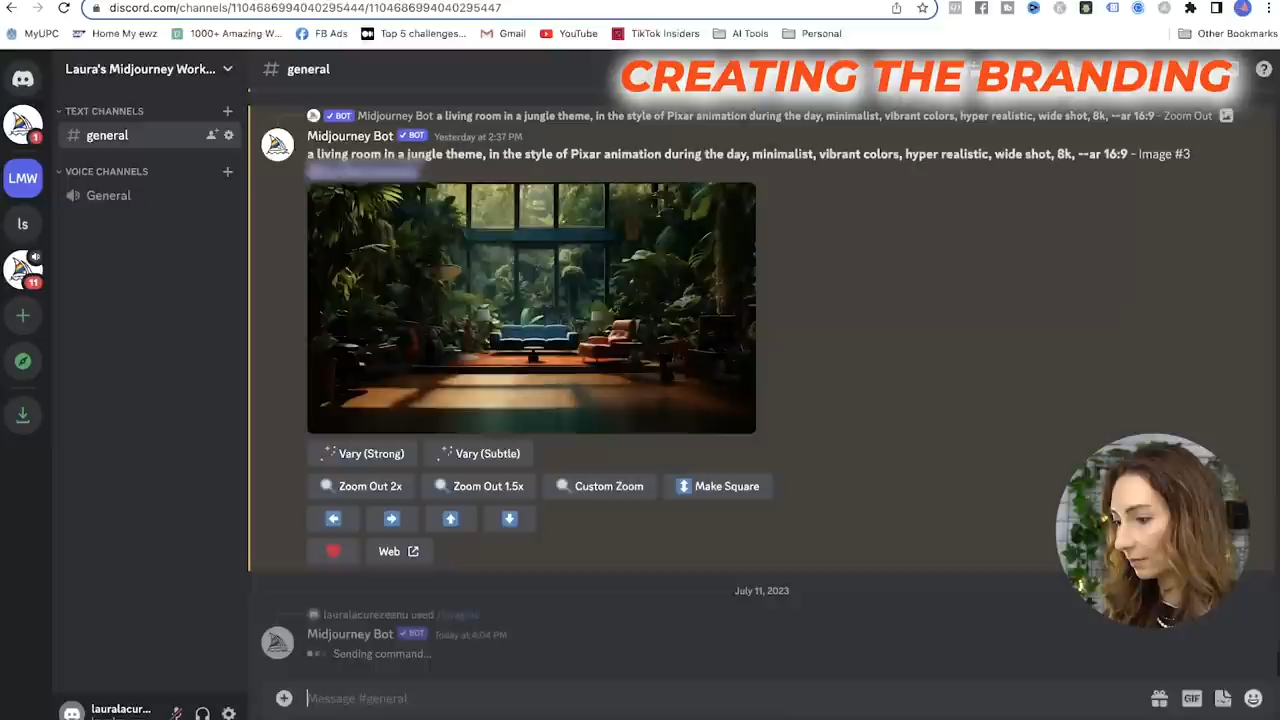 discord.com/channels/1104686994040295444/1104686994040295447
MyUPC
Home My ewz
1000+ Amazing W...
FB Ads
Top 5 challenges...
Gmail
YouTube
TikTok Insiders
AI Tools
Personal
Other Bookmarks
Laura's Midjourney Work...
# general
CREATING THE BRANDING
TEXT CHANNELS
# general
VOICE CHANNELS
General
1
LMW
ls
11
BOT Midjourney Bot a living room in a jungle theme, in the style of Pixar animation during the day, minimalist, vibrant colors, hyper realistic, wide shot, 8k, --ar 16:9 - Zoom Out
Midjourney Bot BOT Yesterday at 2:37 PM
a living room in a jungle theme, in the style of Pixar animation during the day, minimalist, vibrant colors, hyper realistic, wide shot, 8k, --ar 16:9 - Image #3
Vary (Strong)
Vary (Subtle)
Zoom Out 2x
Zoom Out 1.5x
Custom Zoom
Make Square
Web
July 11, 2023
lauralacurezeanu used /imagine
Midjourney Bot BOT Today at 4:04 PM
Sending command...
Message #general
GIF
lauralacur...